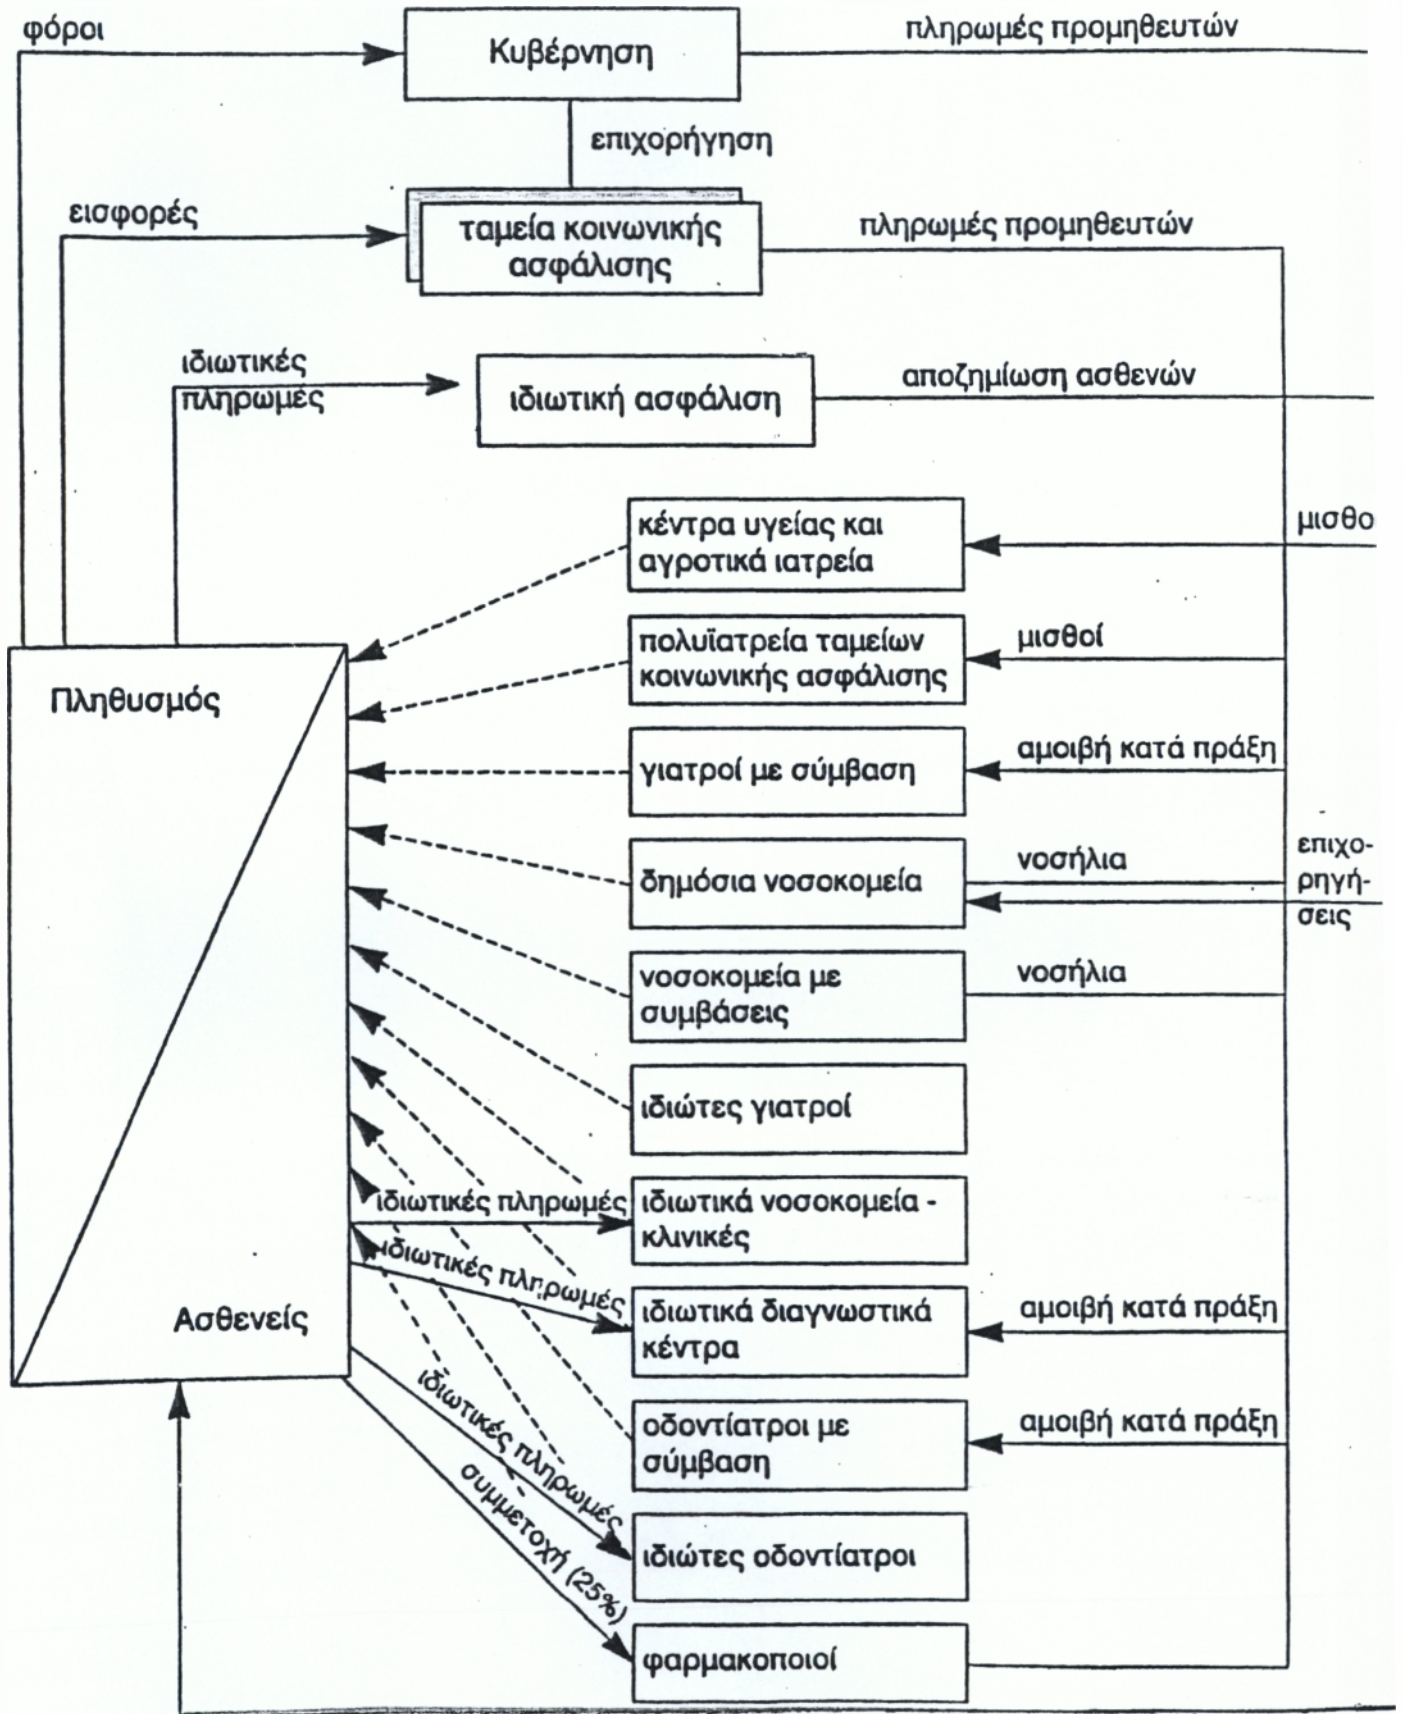 φόροι
Κυβέρνηση
πληρωμές προμηθευτών
επιχορήγηση
εισφορές
ταμεία κοινωνικής
ασφάλισης
πληρωμές προμηθευτών
ιδιωτικές
πληρωμές
ιδιωτική ασφάλιση
αποζημίωση ασθενών
κέντρα υγείας και
αγροτικά ιατρεία
μισθο
Πληθυσμός
πολυϊατρεία ταμείων
κοινωνικής ασφάλισης
μισθοί
γιατροί με σύμβαση
αμοιβή κατά πράξη
δημόσια νοσοκομεία
νοσήλια
επιχο-
ρηγή-
σεις
νοσοκομεία με
συμβάσεις
νοσήλια
ιδιώτες γιατροί
ιδιωτικές πληρωμές
ιδιωτικά νοσοκομεία -
κλινικές
ιδιωτικές πληρωμές
ιδιωτικά διαγνωστικά
κέντρα
αμοιβή κατά πράξη
Ασθενείς
ιδιωτικές πληρωμές
οδοντίατροι με
σύμβαση
αμοιβή κατά πράξη
συμμετοχή (25%)
ιδιώτες οδοντίατροι
φαρμακοποιοί